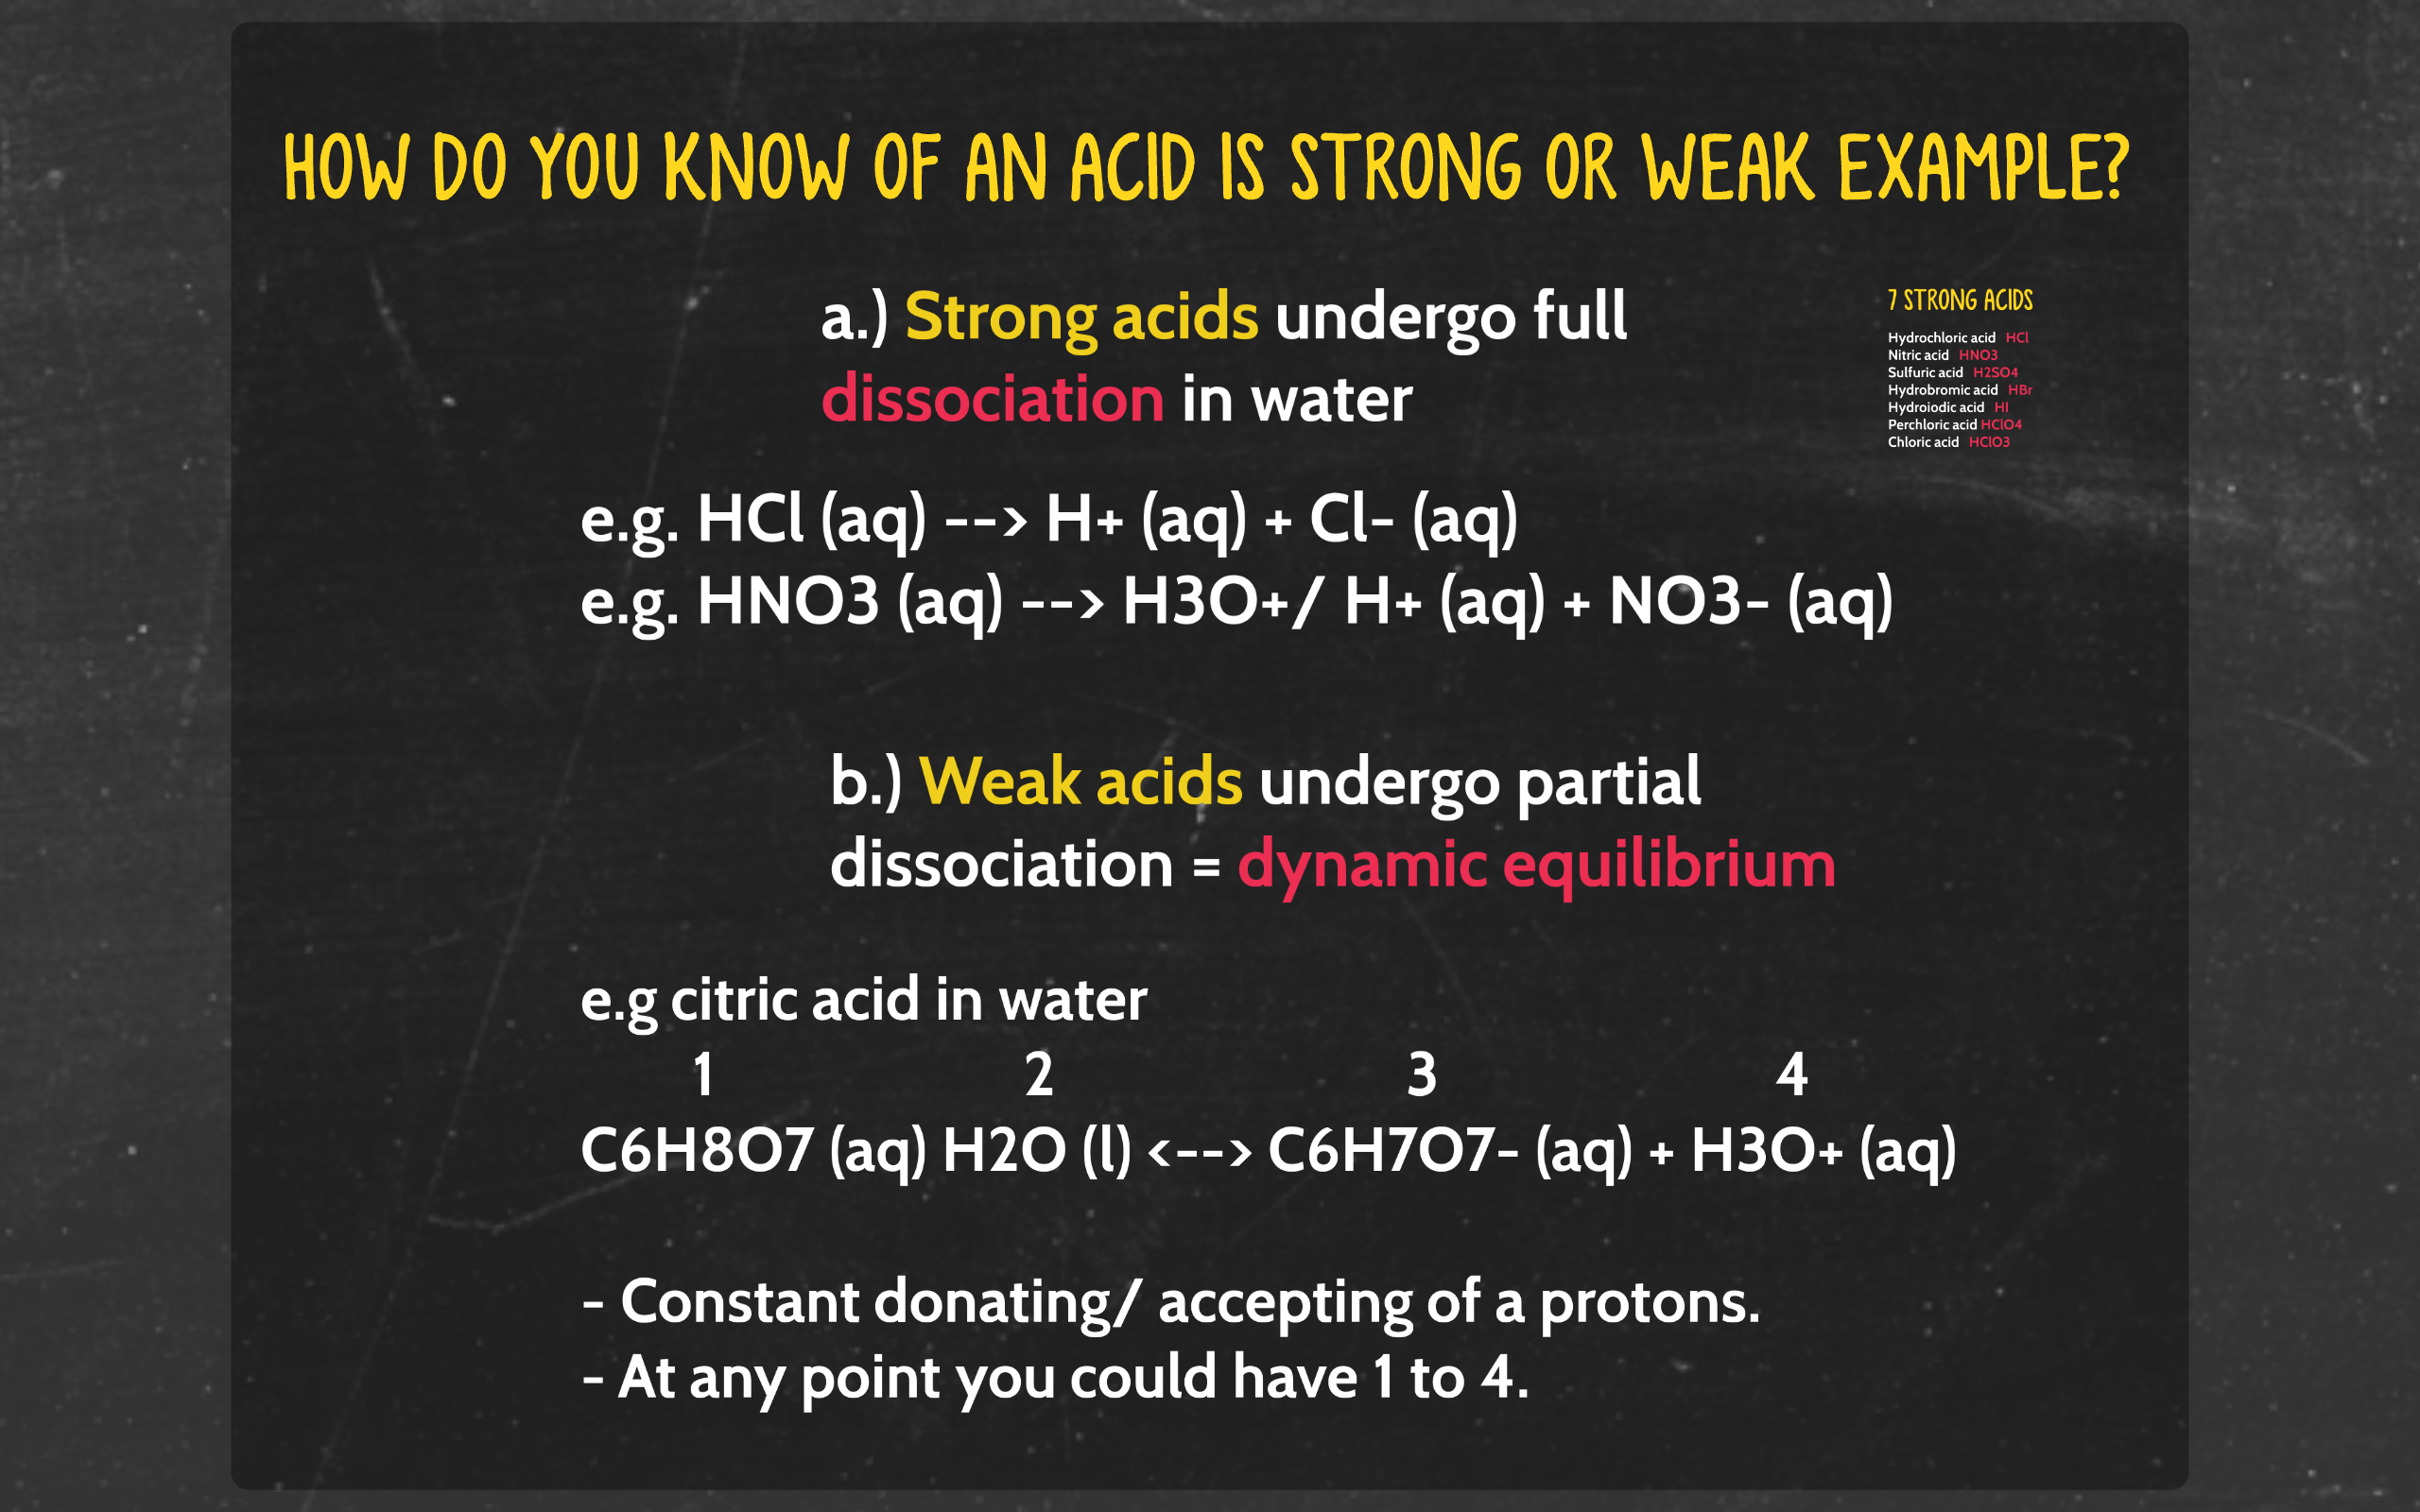 HOW DO YOU KNOW OF AN ACID IS STRONG OR WEAK EXAMPLE?
a.) Strong acids undergo full
dissociation in water
7 STRONG ACIDS
Hydrochloric acid HCl
Nitric acid HNO3
Sulfuric acid H2SO4
Hydrobromic acid HBr
Hydroiodic acid HI
Perchloric acid HClO4
Chloric acid HClO3
e.g. HCl (aq) --> H+ (aq) + Cl- (aq)
e.g. HNO3 (aq) --> H3O+/ H+ (aq) + NO3- (aq)
b.) Weak acids undergo partial
dissociation = dynamic equilibrium
e.g citric acid in water
1 2 3 4
C6H8O7 (aq) H2O (l) <--> C6H7O7- (aq) + H3O+ (aq)
- Constant donating/ accepting of a protons.
- At any point you could have 1 to 4.